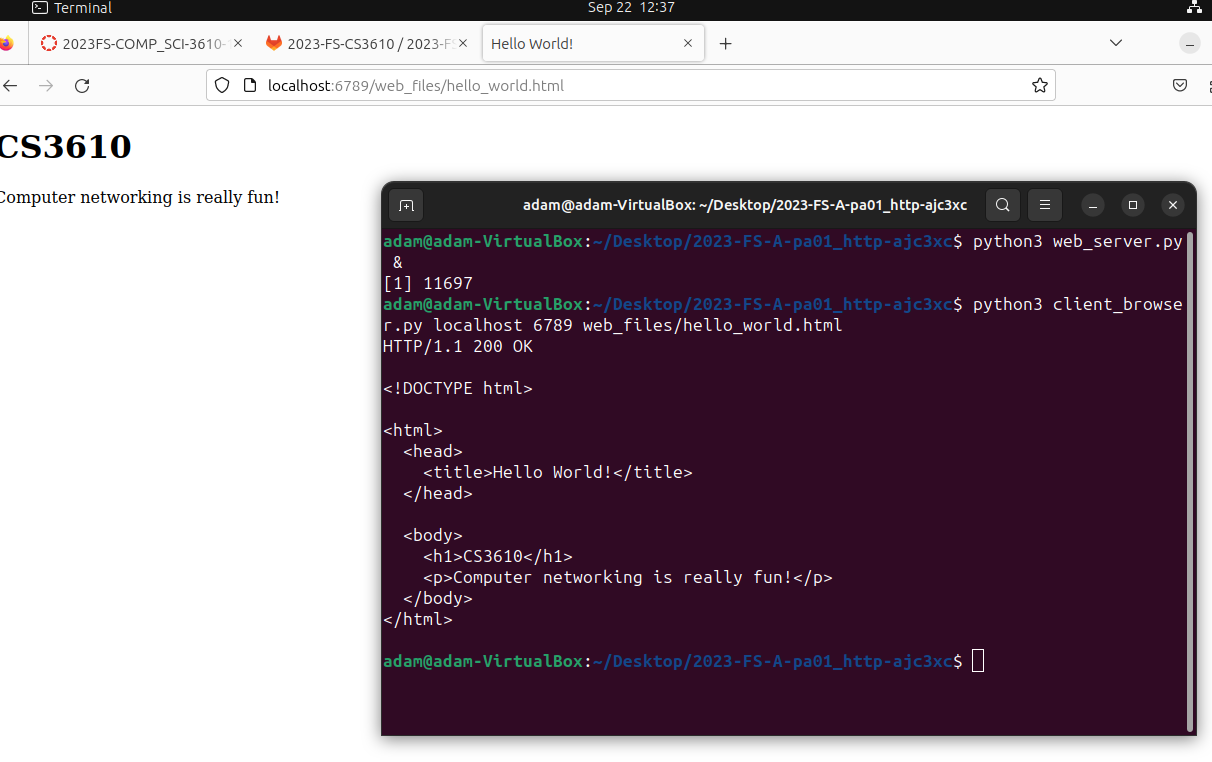 Terminal
Sep 22 12:37
2023FS-COMP_SCI-3610-
2023-FS-CS3610 / 2023-FS
Hello World!
localhost:6789/web_files/hello_world.html
CS3610
Computer networking is really fun!
adam@adam-VirtualBox: ~/Desktop/2023-FS-A-pa01_http-ajc3xc
adam@adam-VirtualBox:~/Desktop/2023-FS-A-pa01_http-ajc3xc$ python3 web_server.py
&
[1] 11697
adam@adam-VirtualBox:~/Desktop/2023-FS-A-pa01_http-ajc3xc$ python3 client_browse
r.py localhost 6789 web_files/hello_world.html
HTTP/1.1 200 OK
<!DOCTYPE html>
<html>
<head>
<title>Hello World!</title>
</head>
<body>
<h1>CS3610</h1>
<p>Computer networking is really fun!</p>
</body>
</html>
adam@adam-VirtualBox:~/Desktop/2023-FS-A-pa01_http-ajc3xc$